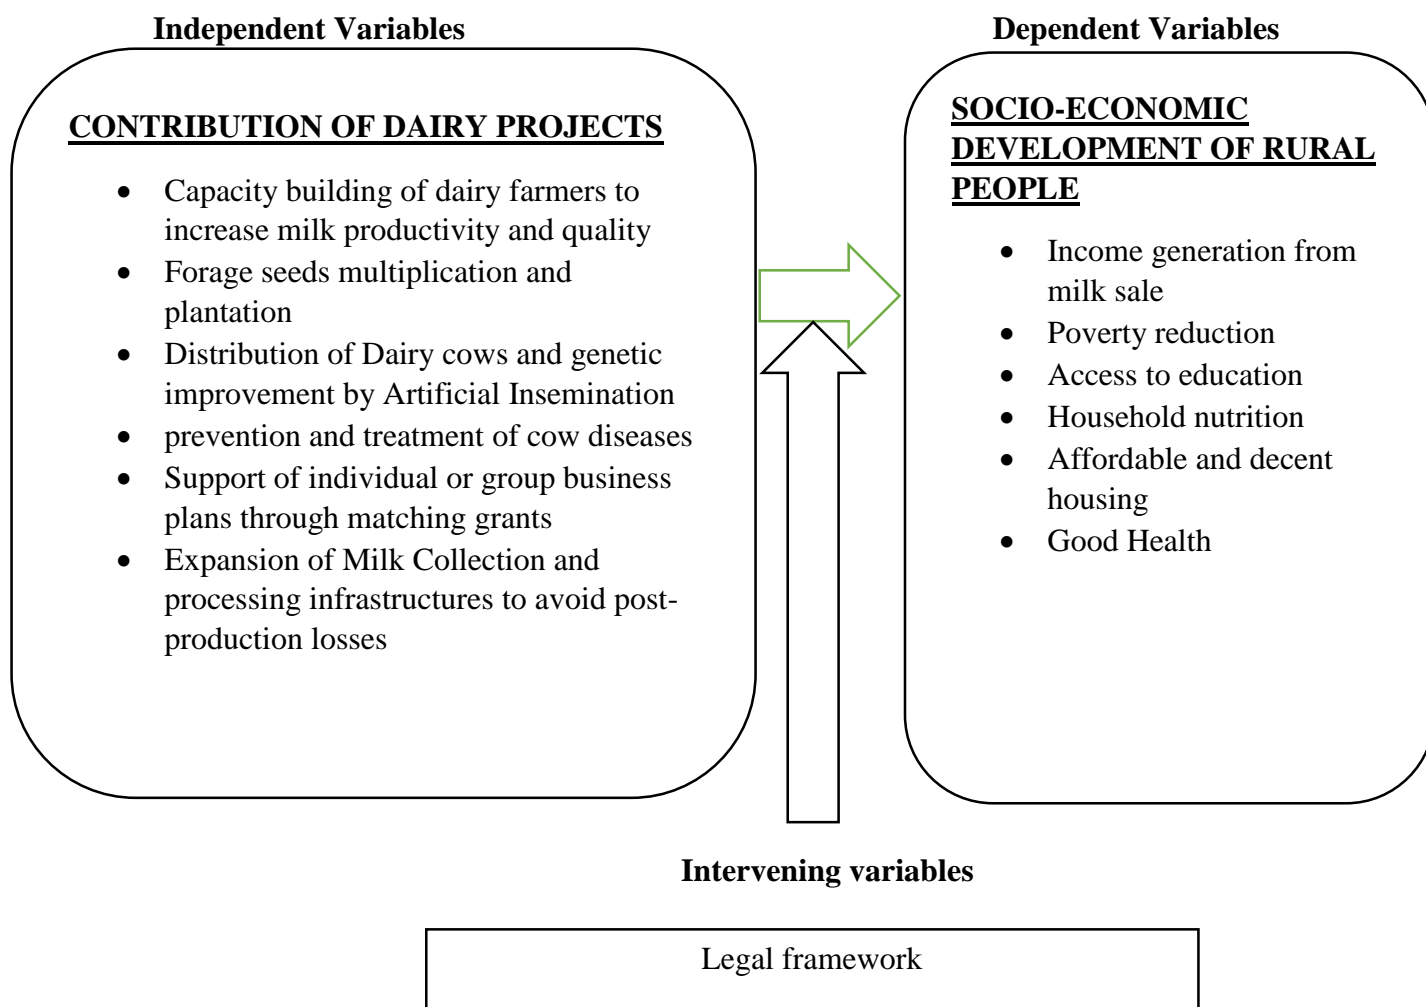 Independent Variables
Dependent Variables
CONTRIBUTION OF DAIRY PROJECTS
• Capacity building of dairy farmers to
increase milk productivity and quality
• Forage seeds multiplication and
plantation
• Distribution of Dairy cows and genetic
improvement by Artificial Insemination
• prevention and treatment of cow diseases
• Support of individual or group business
plans through matching grants
• Expansion of Milk Collection and
processing infrastructures to avoid post-
production losses
SOCIO-ECONOMIC
DEVELOPMENT OF RURAL
PEOPLE
• Income generation from
milk sale
• Poverty reduction
• Access to education
• Household nutrition
• Affordable and decent
housing
• Good Health
Intervening variables
Legal framework